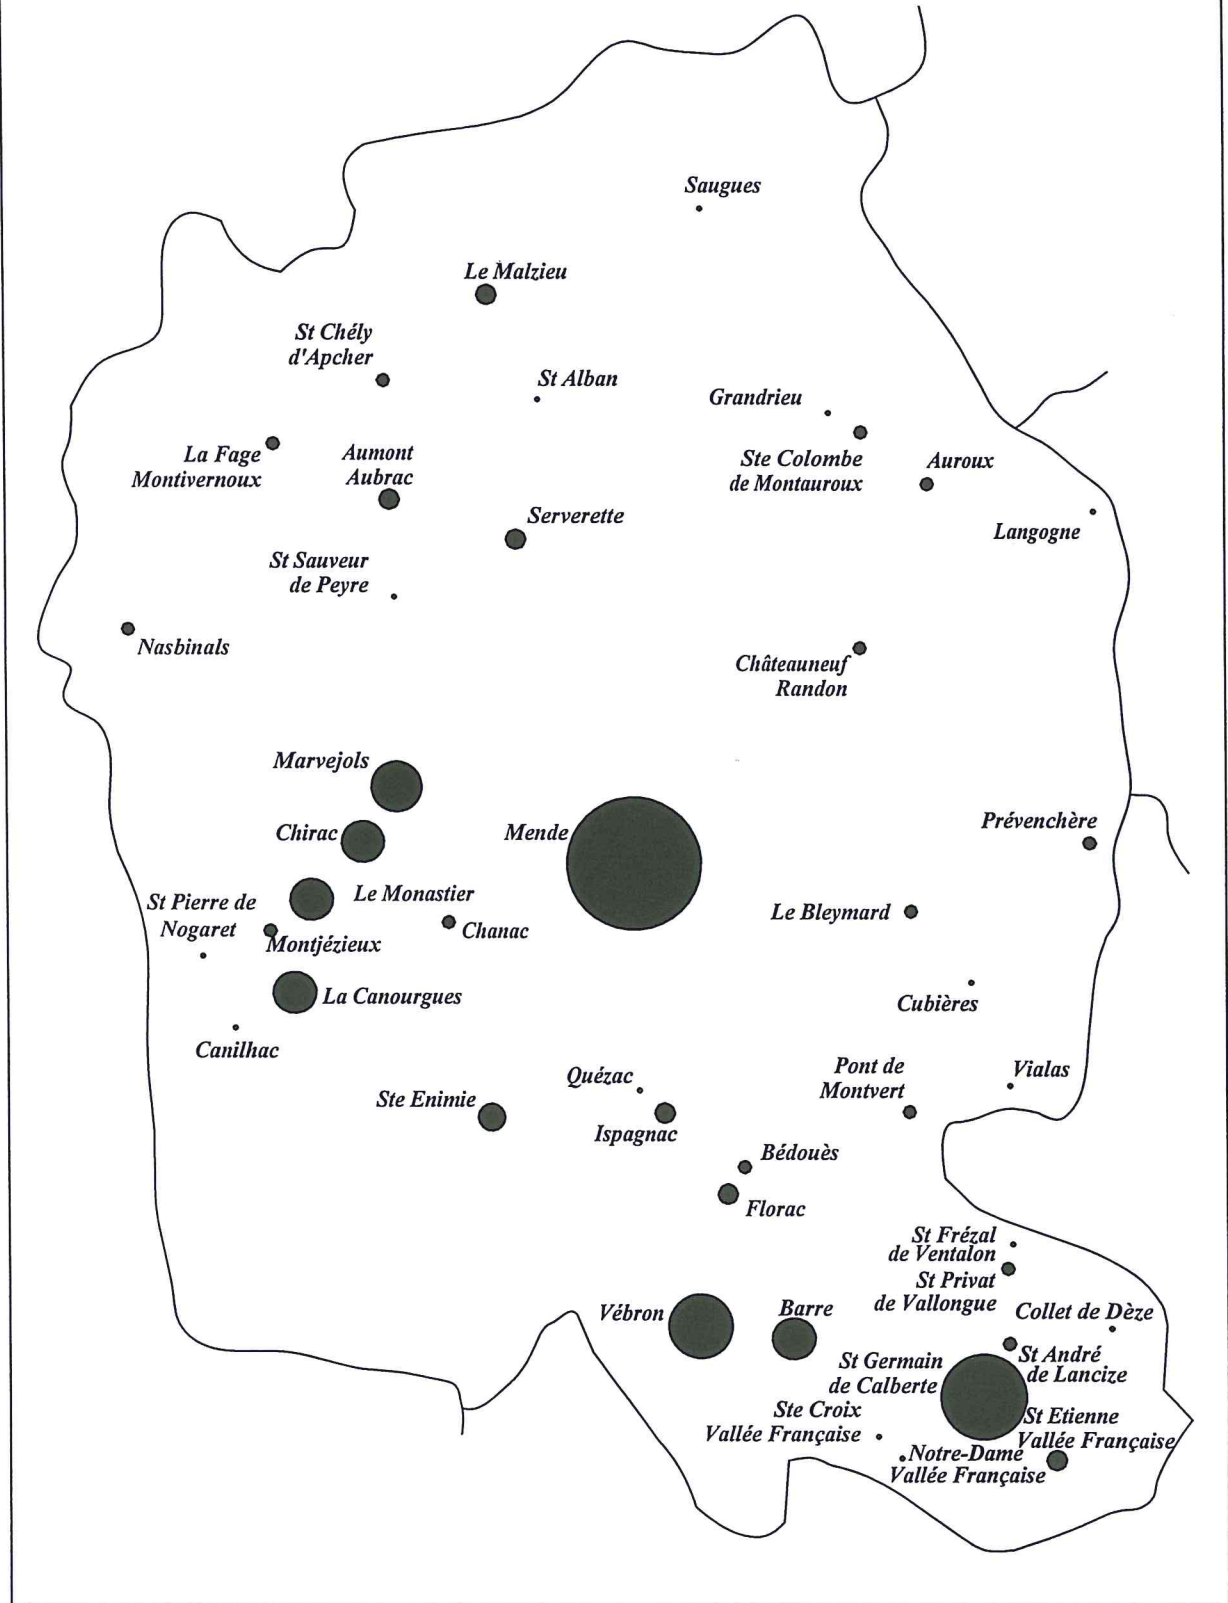 Saugues
Le Malzieu
St Chély
d'Apcher
St Alban
Grandrieu
La Fage
Montivernoux
Aumont
Aubrac
Ste Colombe
de Montauroux
Auroux
Serverette
Langogne
St Sauveur
de Peyre
Nasbinals
Châteauneuf
Randon
Marvejols
Chirac
Mende
Prévenchère
St Pierre de
Nogaret
Le Monastier
Montjézieux
Chanac
Le Bleymard
La Canourgues
Cubières
Canilhac
Quézac
Pont de
Montvert
Vialas
Ste Enimie
Ispagnac
Bédouès
Florac
St Frézal
de Ventalon
St Privat
de Vallongue
Vébron
Barre
Collet de Dèze
St Germain
de Calberte
St André
de Lancize
Ste Croix
Vallée Française
St Etienne
Vallée Française
Notre-Dame
Vallée Française